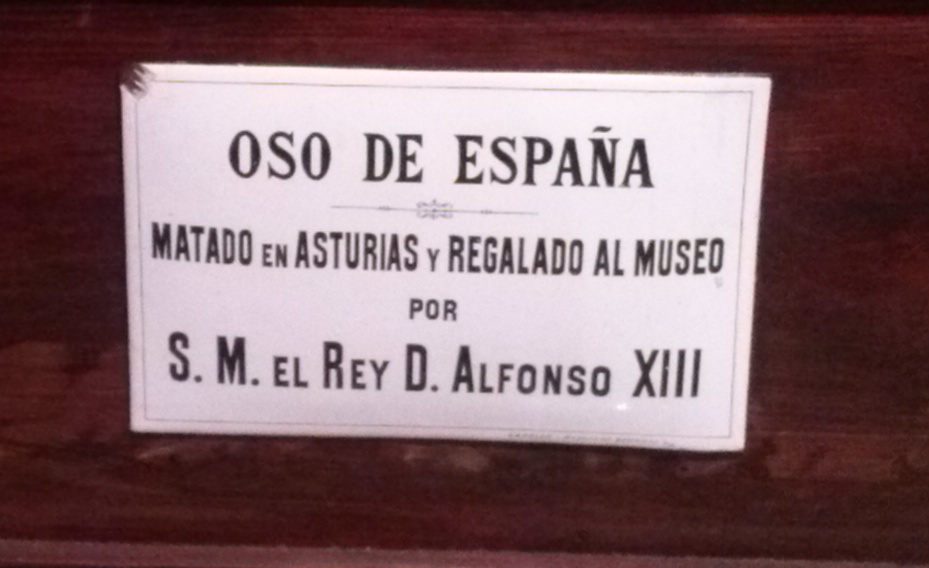 OSO DE ESPAÑA
MATADO EN ASTURIAS Y REGALADO AL MUSEO
POR
S. M. EL REY D. ALFONSO XIII